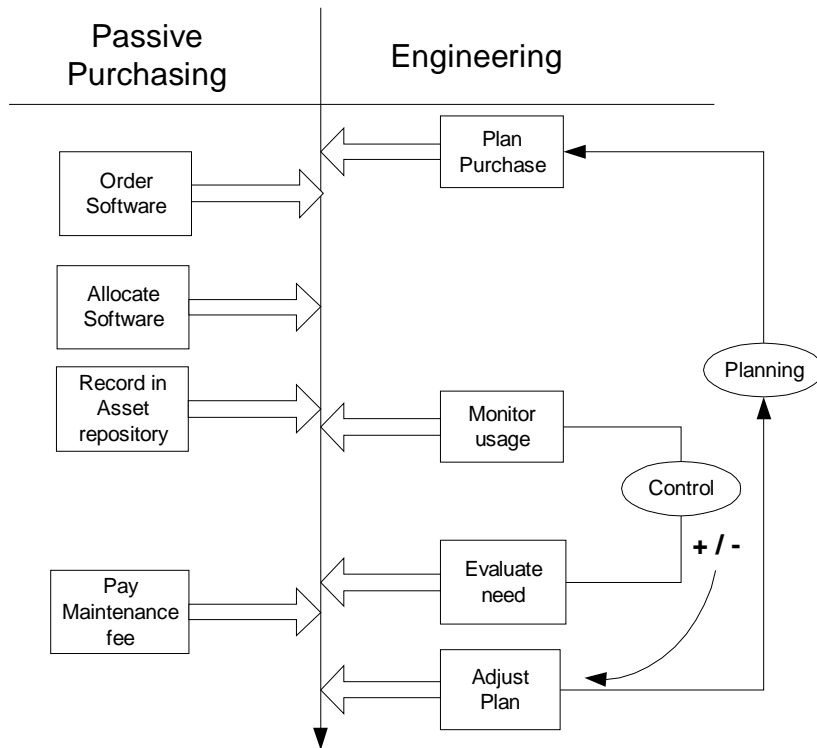 Passive
Purchasing
Engineering
Plan
Purchase
Order
Software
Allocate
Software
Planning
Record in
Asset
repository
Monitor
usage
Control
+ / -
Evaluate
need
Pay
Maintenance
fee
Adjust
Plan